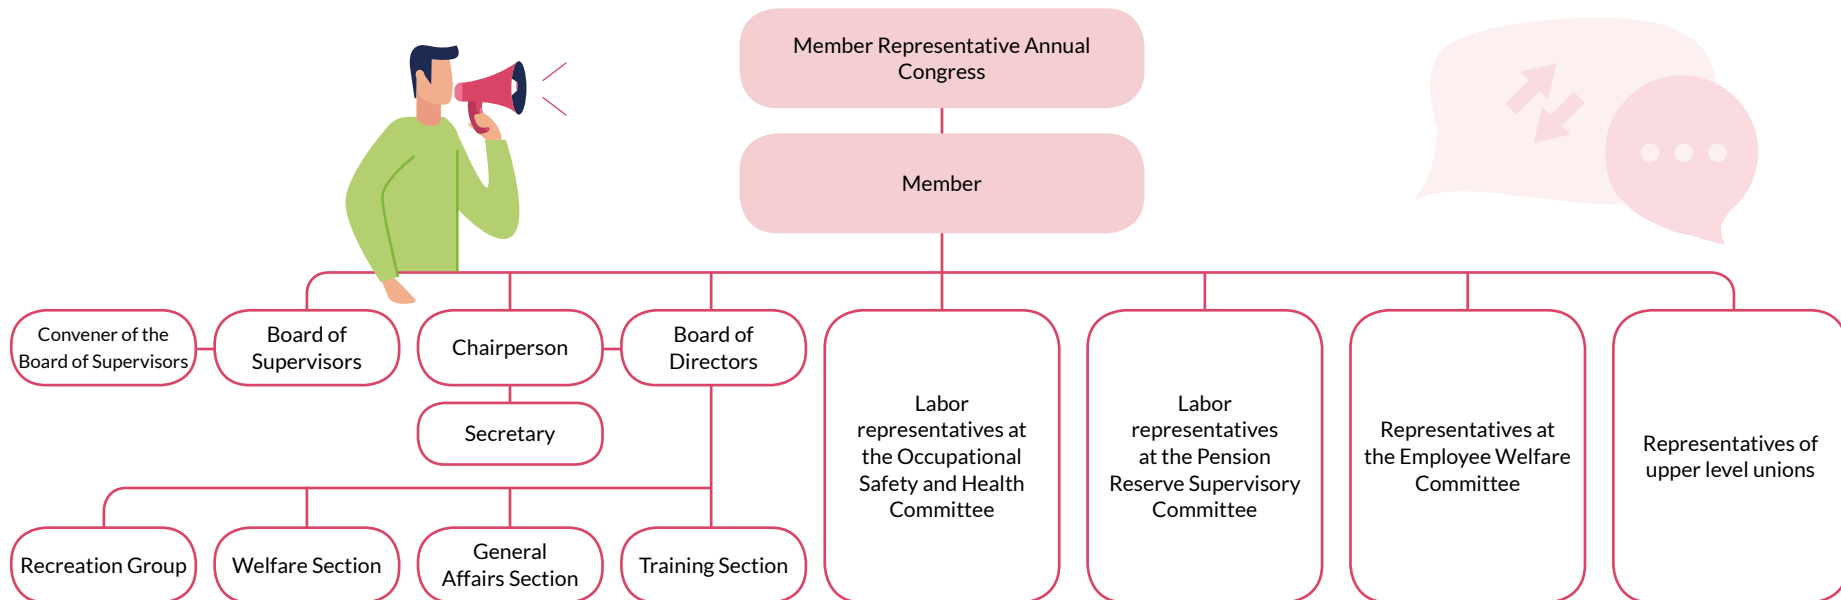 Member Representative Annual
Congress
Member
Convener of the
Board of Supervisors
Board of
Supervisors
Chairperson
Board of
Directors
Secretary
Labor
representatives at
the Occupational
Safety and Health
Committee
Labor
representatives
at the Pension
Reserve Supervisory
Committee
Representatives at
the Employee Welfare
Committee
Representatives of
upper level unions
Recreation Group
Welfare Section
General
Affairs Section
Training Section